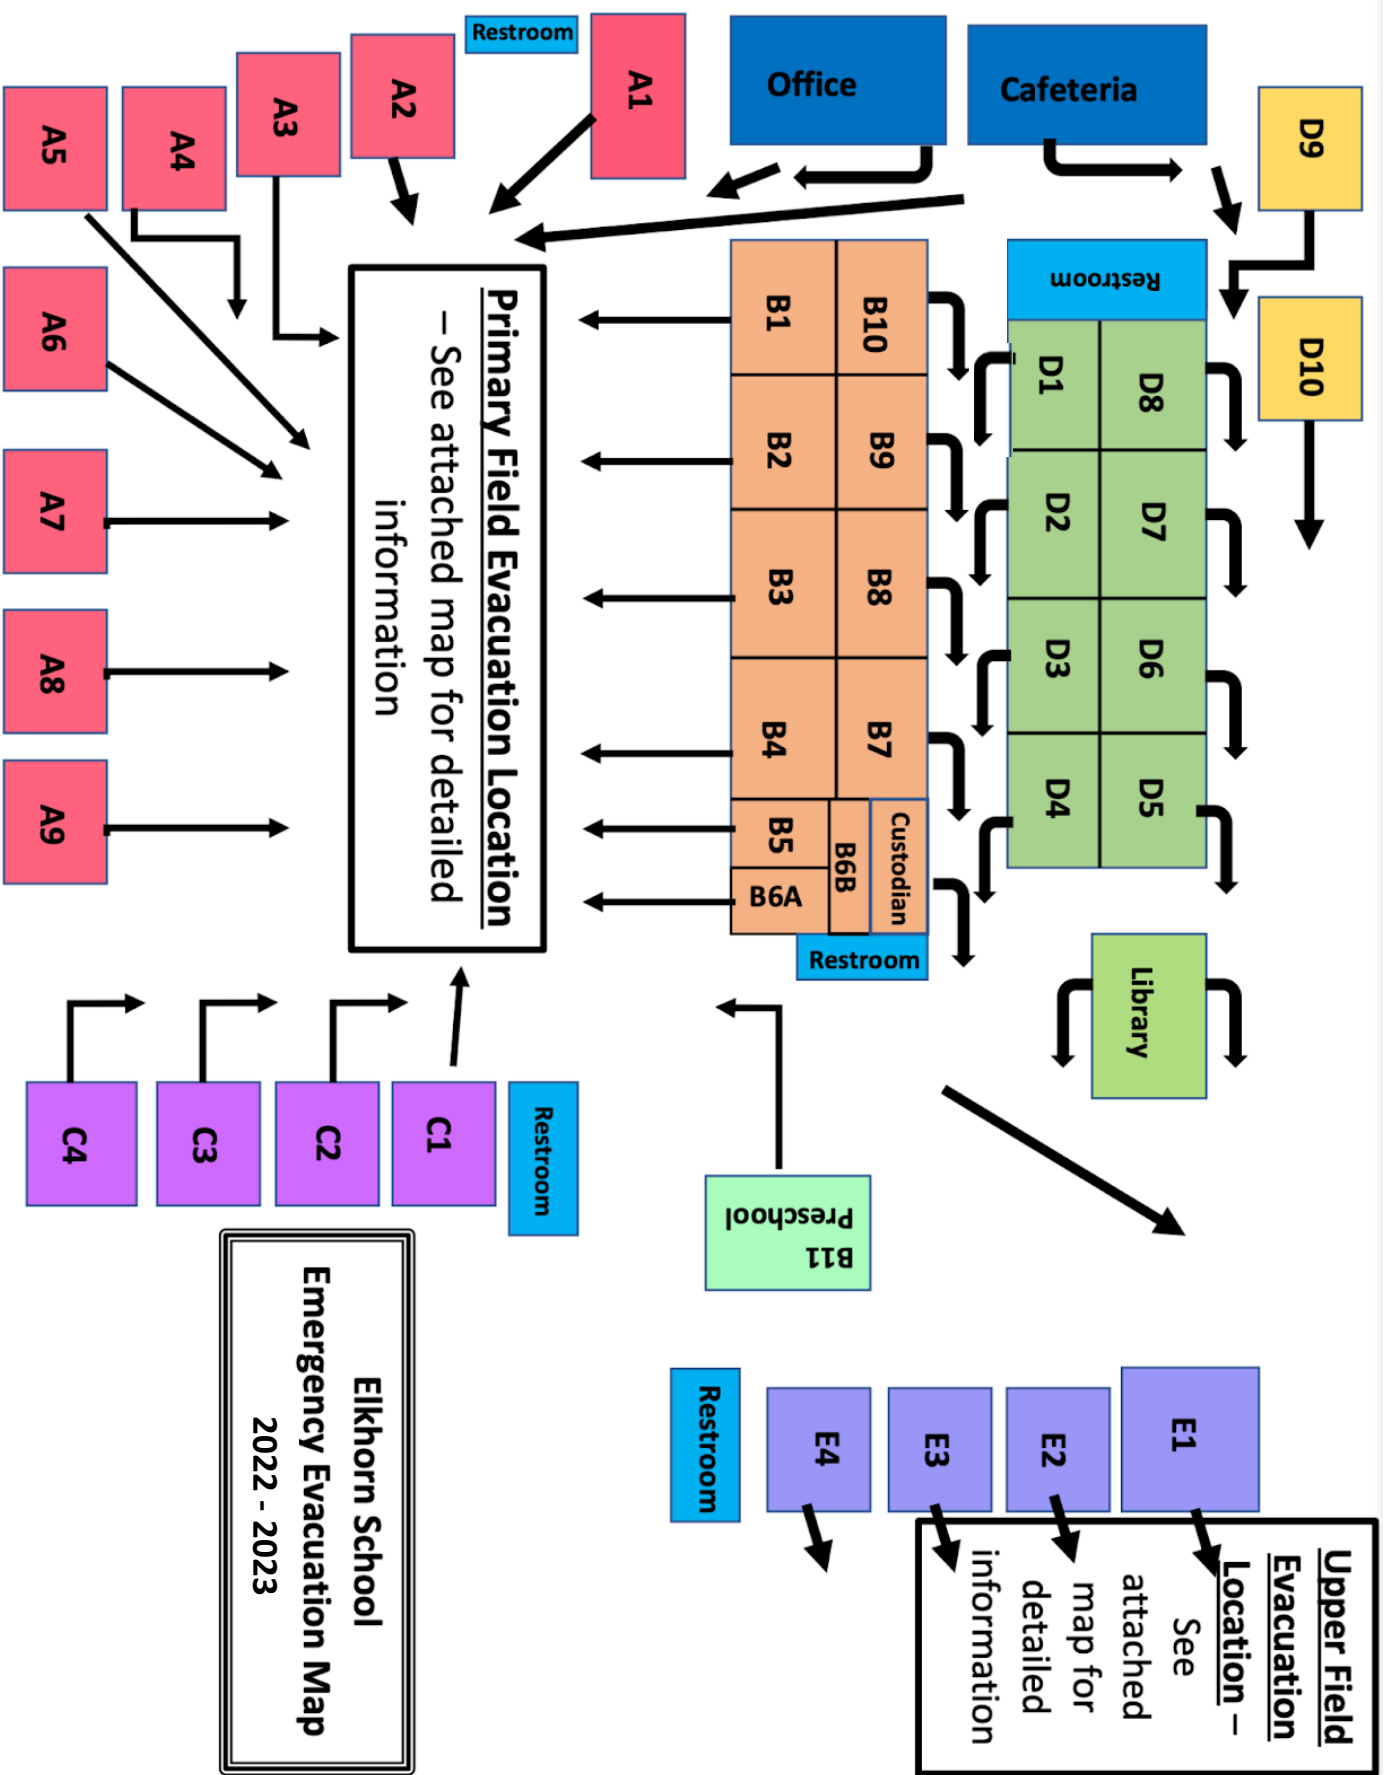 Restroom
A1
A2
A3
A4
A5
A6
A7
A8
A9
Office
Cafeteria
D9
D10
Restroom
D1
D8
D2
D7
D3
D6
D4
D5
B1
B10
B2
B9
B3
B8
B4
B7
B5
B6A
B6B
Custodian
Restroom
Library
Primary Field Evacuation Location
– See attached map for detailed
information
C4
C3
C2
C1
Restroom
B11
Preschool
Restroom
E4
E3
E2
E1
Upper Field
Evacuation
Location –
See
attached
map for
detailed
information
Elkhorn School
Emergency Evacuation Map
2022 - 2023